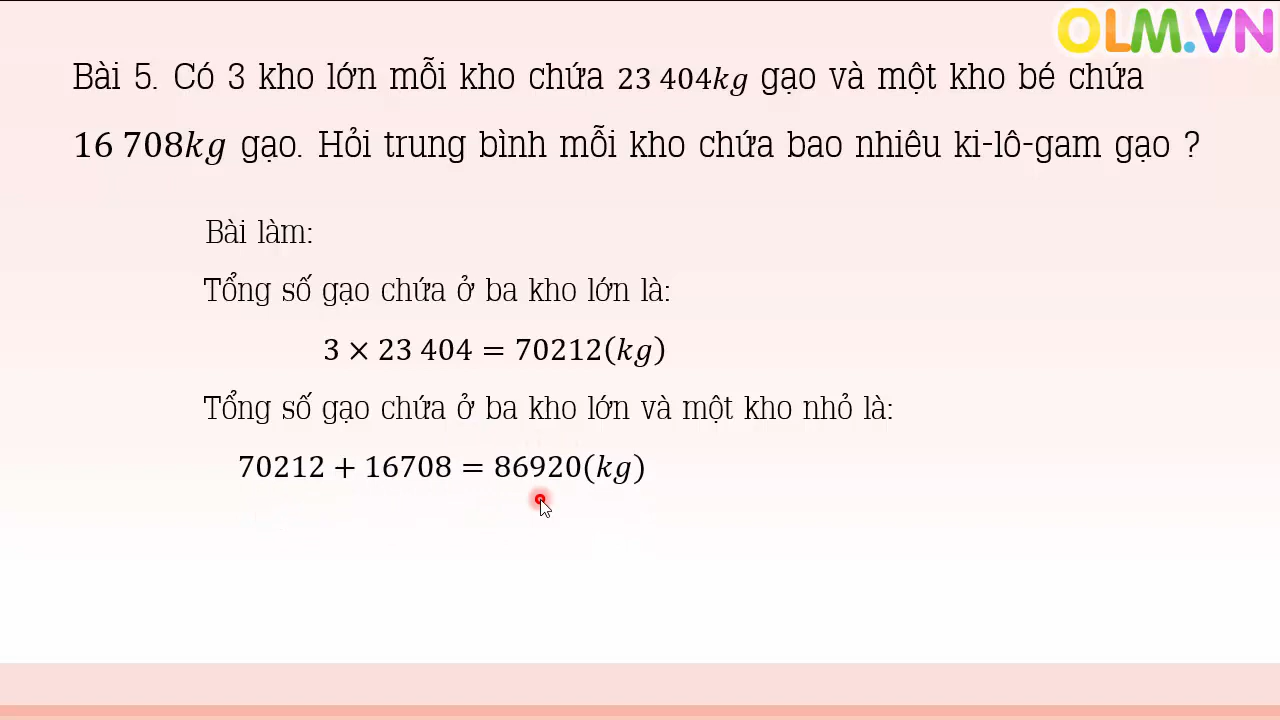 OLM.VN
Bài 5. Có 3 kho lớn mỗi kho chứa 23 404kg gạo và một kho bé chứa
16 708kg gạo. Hỏi trung bình mỗi kho chứa bao nhiêu ki-lô-gam gạo ?
Bài làm:
Tổng số gạo chứa ở ba kho lớn là:
3 × 23 404 = 70212(kg)
Tổng số gạo chứa ở ba kho lớn và một kho nhỏ là:
70212 + 16708 = 86920(kg)